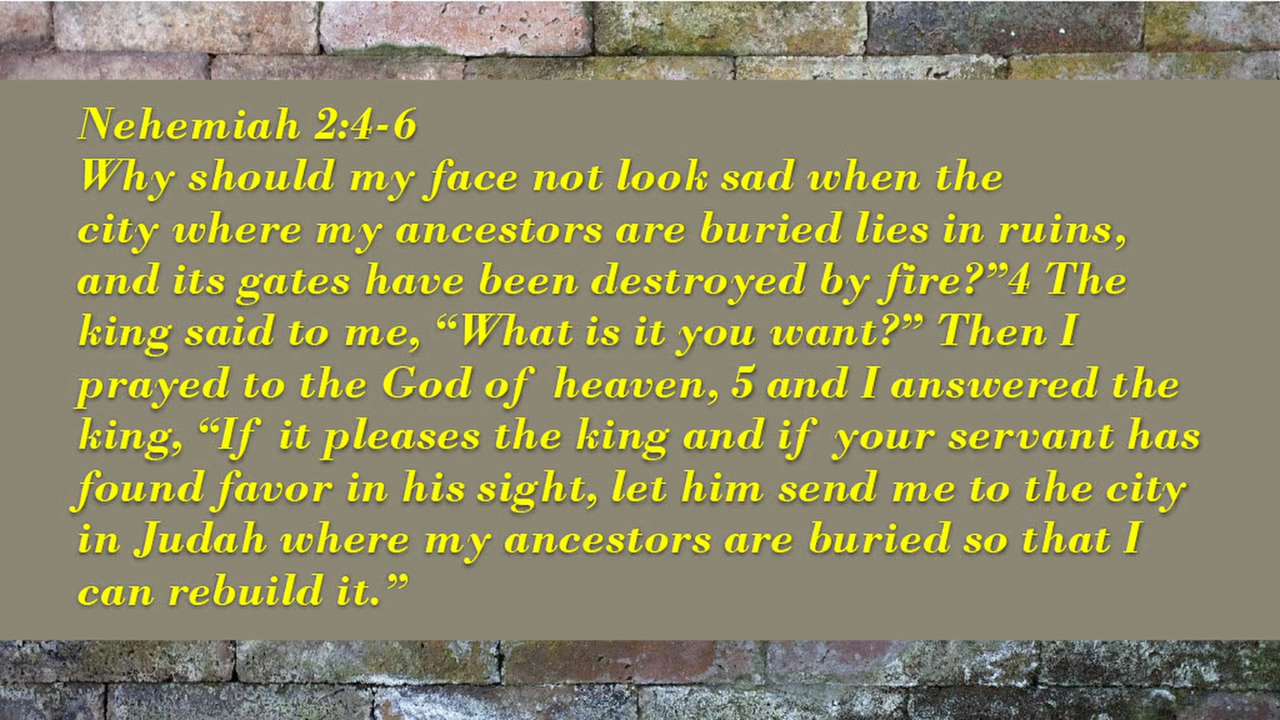 Nehemiah 2:4-6
Why should my face not look sad when the
city where my ancestors are buried lies in ruins,
and its gates have been destroyed by fire?”4 The
king said to me, “What is it you want?” Then I
prayed to the God of heaven, 5 and I answered the
king, “If it pleases the king and if your servant has
found favor in his sight, let him send me to the city
in Judah where my ancestors are buried so that I
can rebuild it.”